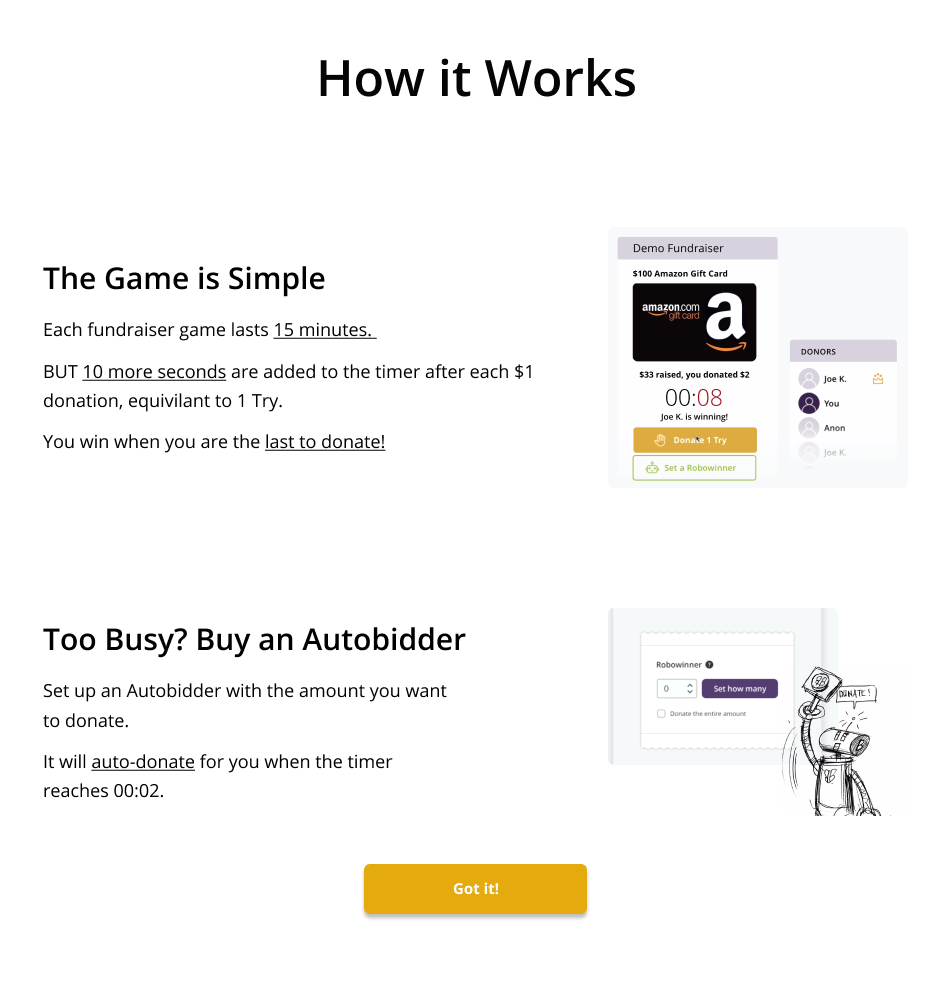 How it Works
The Game is Simple
Each fundraiser game lasts 15 minutes.
BUT 10 more seconds are added to the timer after each $1
donation, equivilant to 1 Try.
You win when you are the last to donate!
Demo Fundraiser
$100 Amazon Gift Card
amazon.com
gift card
a
$33 raised, you donated $2
00:08
Joe K. is winning!
Donate 1 Try
Set a Robowinner
DONORS
Joe K.
You
Anon
Joe K.
Too Busy? Buy an Autobidder
Set up an Autobidder with the amount you want
to donate.
It will auto-donate for you when the timer
reaches 00:02.
Robowinner ?
0
Set how many
Donate the entire amount
DONATE!
Got it!